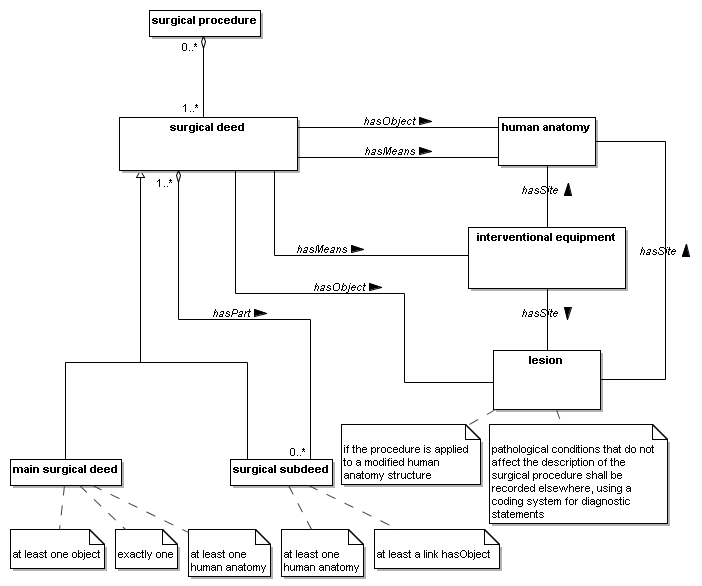 surgical procedure
0..*
1..*
surgical deed
hasObject
human anatomy
hasMeans
1..*
hasSite
interventional equipment
hasMeans
hasSite
hasObject
hasPart
hasSite
lesion
0..*
if the procedure is applied
to a modified human
anatomy structure
pathological conditions that do not
affect the description of the
surgical procedure shall be
recorded elsewhere, using a
coding system for diagnostic
statements
main surgical deed
surgical subdeed
at least one object
exactly one
at least one
human anatomy
at least one
human anatomy
at least a link hasObject